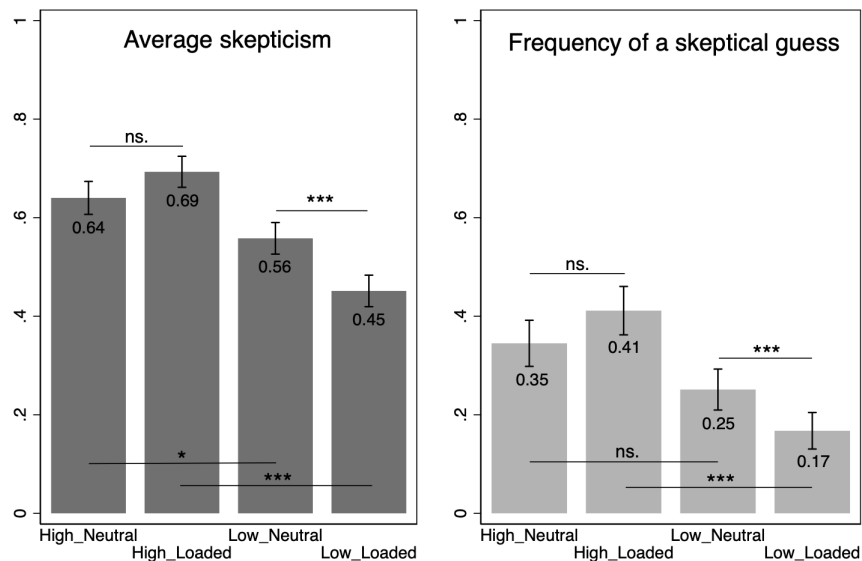 Average skepticism
1
.8
.6
.4
.2
0
ns.
***
0.64
0.69
0.56
0.45
*
***
High_Neutral
High_Loaded
Low_Neutral
Low_Loaded
Frequency of a skeptical guess
1
.8
.6
.4
.2
0
ns.
***
0.35
0.41
0.25
0.17
ns.
***
High_Neutral
High_Loaded
Low_Neutral
Low_Loaded